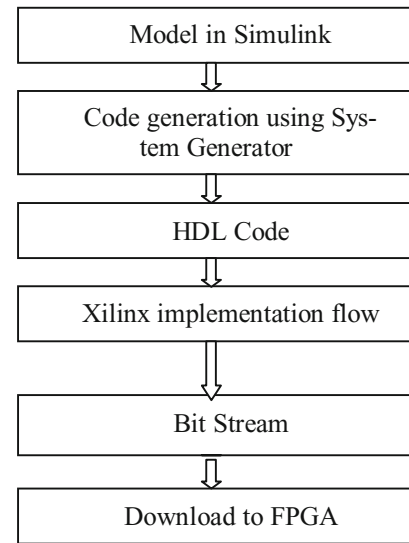 Model in Simulink
Code generation using Sys-
tem Generator
HDL Code
Xilinx implementation flow
Bit Stream
Download to FPGA